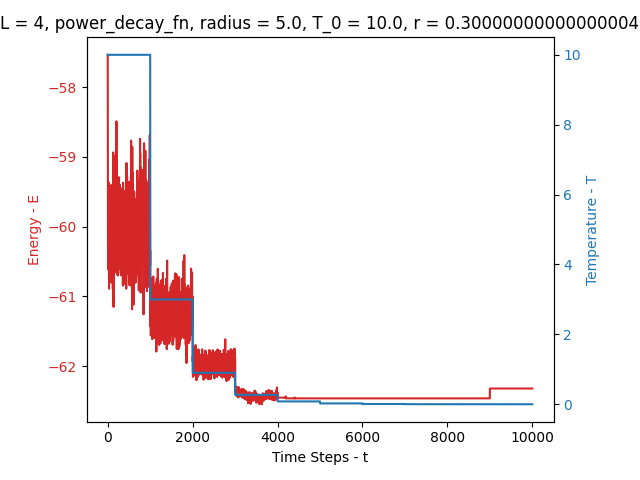 L = 4, power_decay_fn, radius = 5.0, T_0 = 10.0, r = 0.30000000000000004
−58
−59
−60
−61
−62
Energy - E
10
8
6
4
2
0
Temperature - T
0 2000 4000 6000 8000 10000
Time Steps - t